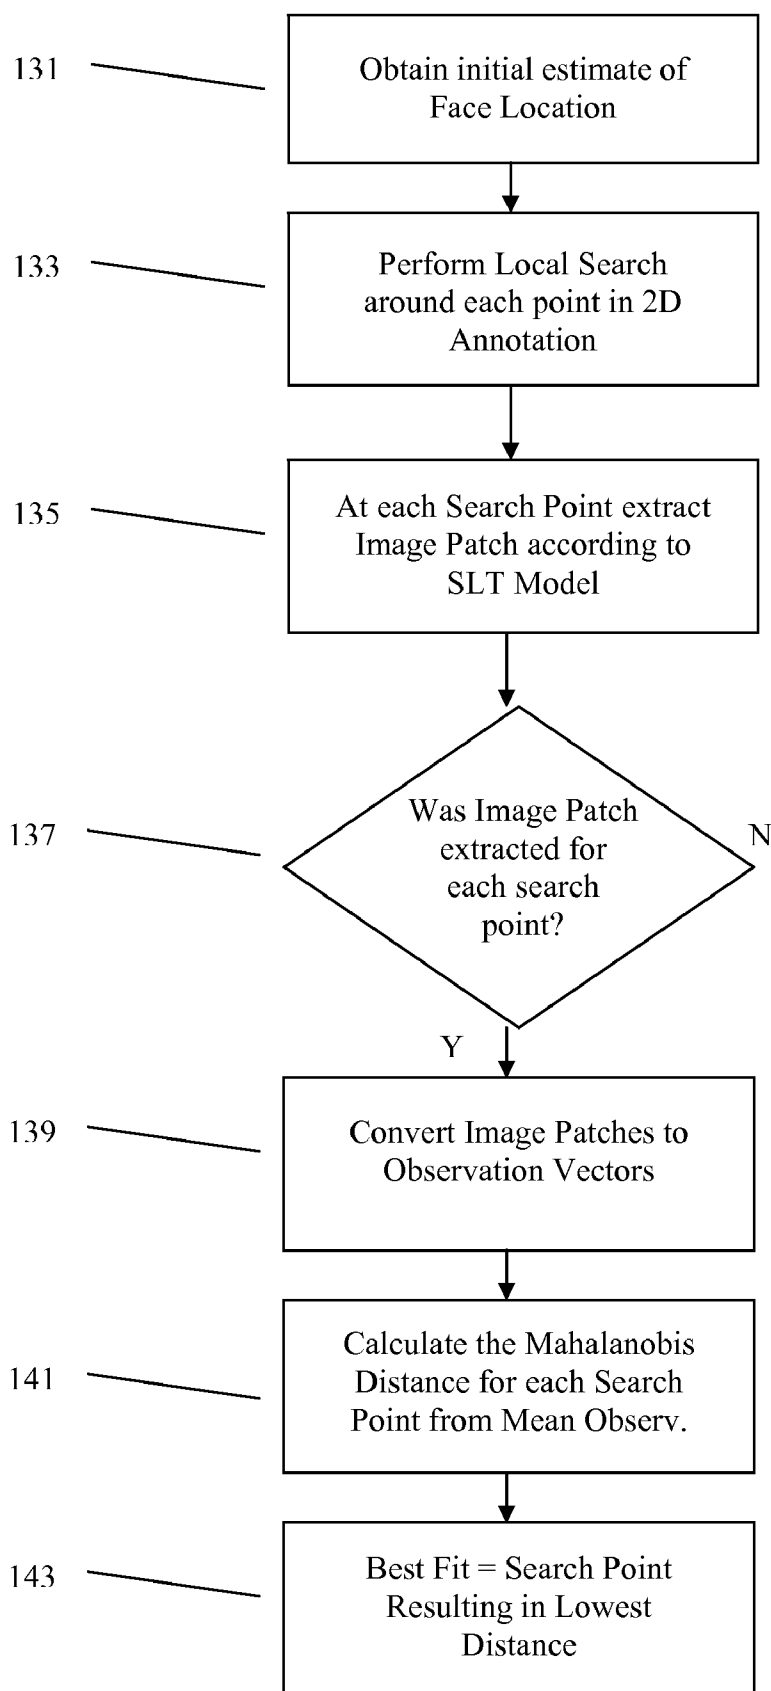 131
Obtain initial estimate of
Face Location
133
Perform Local Search
around each point in 2D
Annotation
135
At each Search Point extract
Image Patch according to
SLT Model
137
Was Image Patch
extracted for
each search
point?
N
Y
139
Convert Image Patches to
Observation Vectors
141
Calculate the Mahalanobis
Distance for each Search
Point from Mean Observ.
143
Best Fit = Search Point
Resulting in Lowest
Distance